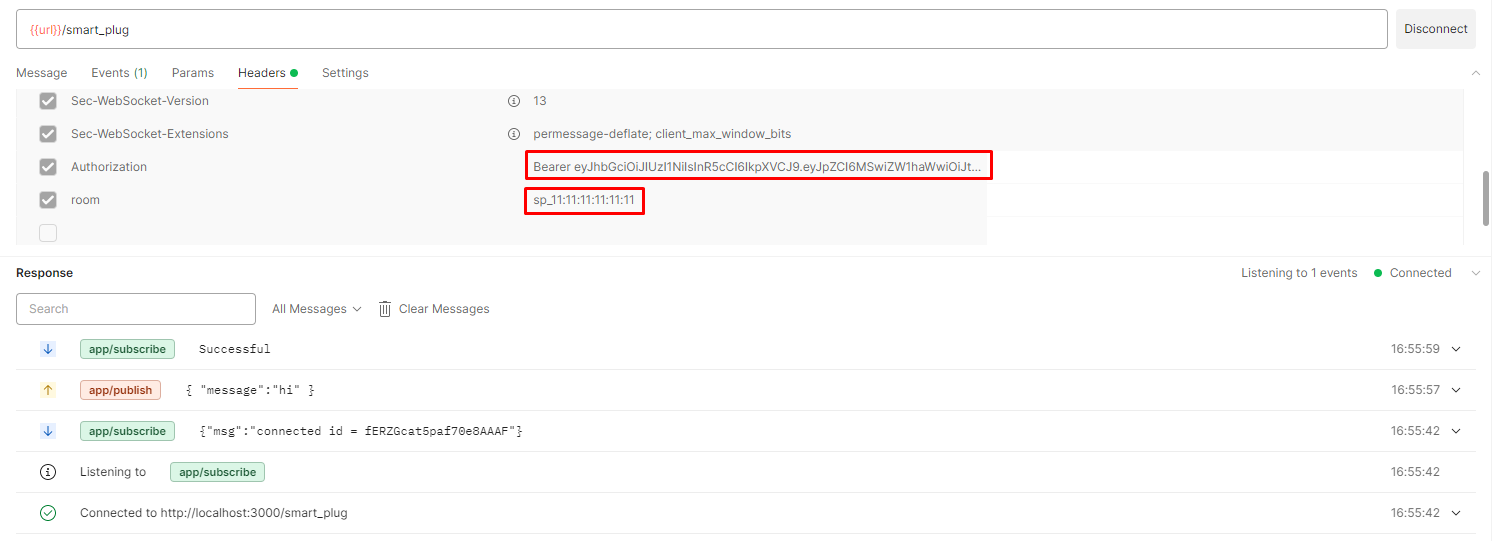 {{url}}/smart_plug Disconnect
Message Events (1) Params Headers Settings
Sec-WebSocket-Version 13
Sec-WebSocket-Extensions permessage-deflate; client_max_window_bits
Authorization Bearer eyJhbGciOiJIUzI1NiIsInR5cCI6IkpXVCJ9.eyJpZCI6MSwiZW1haWwiOiJt...
room sp_11:11:11:11:11:11
Response Listening to 1 events Connected
Search All Messages Clear Messages
app/subscribe Successful 16:55:59
app/publish { "message":"hi" } 16:55:57
app/subscribe {"msg":"connected id = fERZGcat5paf70e8AAAF"} 16:55:42
Listening to app/subscribe 16:55:42
Connected to http://localhost:3000/smart_plug 16:55:42